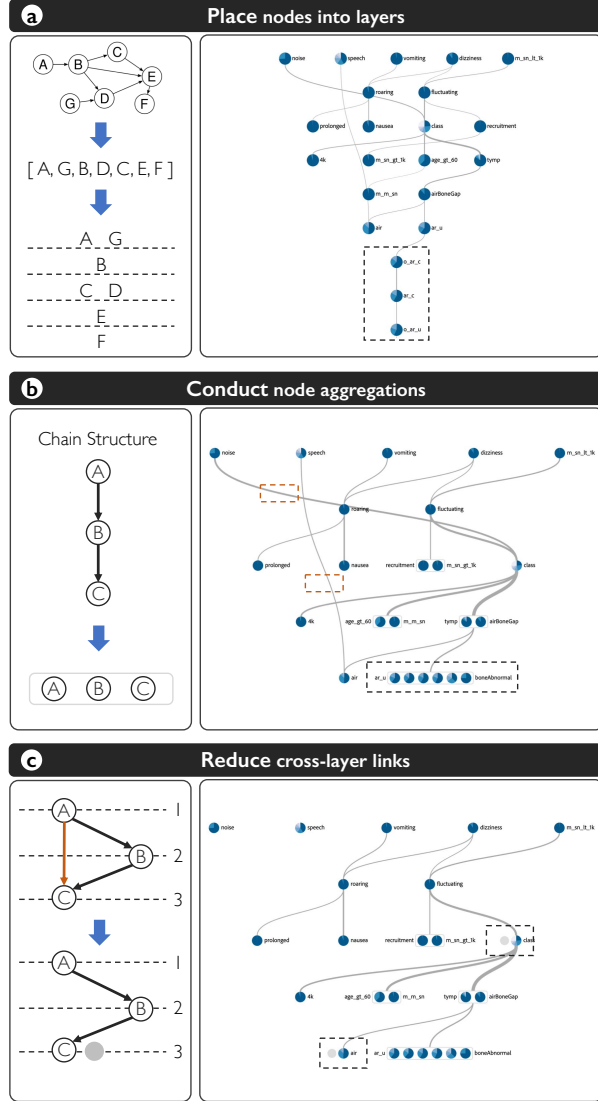 a Place nodes into layers
A B C E G D F
[ A, G, B, D, C, E, F ]
A G
B
C D
E
F
noise speech vomiting dizziness m_sn_lt_1k
roaring fluctuating
prolonged nausea class recruitment
4k m_sn_gt_1k age_gt_60 tymp
m_m_sn airBoneGap
air ar_u
o_ar_c
ar_c
o_ar_u
b Conduct node aggregations
Chain Structure
A
B
C
A B C
noise speech vomiting dizziness m_sn_lt_1k
roaring fluctuating
prolonged nausea recruitment m_sn_gt_1k class
4k age_gt_60 m_m_sn tymp airBoneGap
air ar_u boneAbnormal
c Reduce cross-layer links
A 1
B 2
C 3
A 1
B 2
C 3
noise speech vomiting dizziness m_sn_lt_1k
roaring fluctuating
prolonged nausea recruitment m_sn_gt_1k class
4k age_gt_60 m_m_sn tymp airBoneGap
air ar_u boneAbnormal